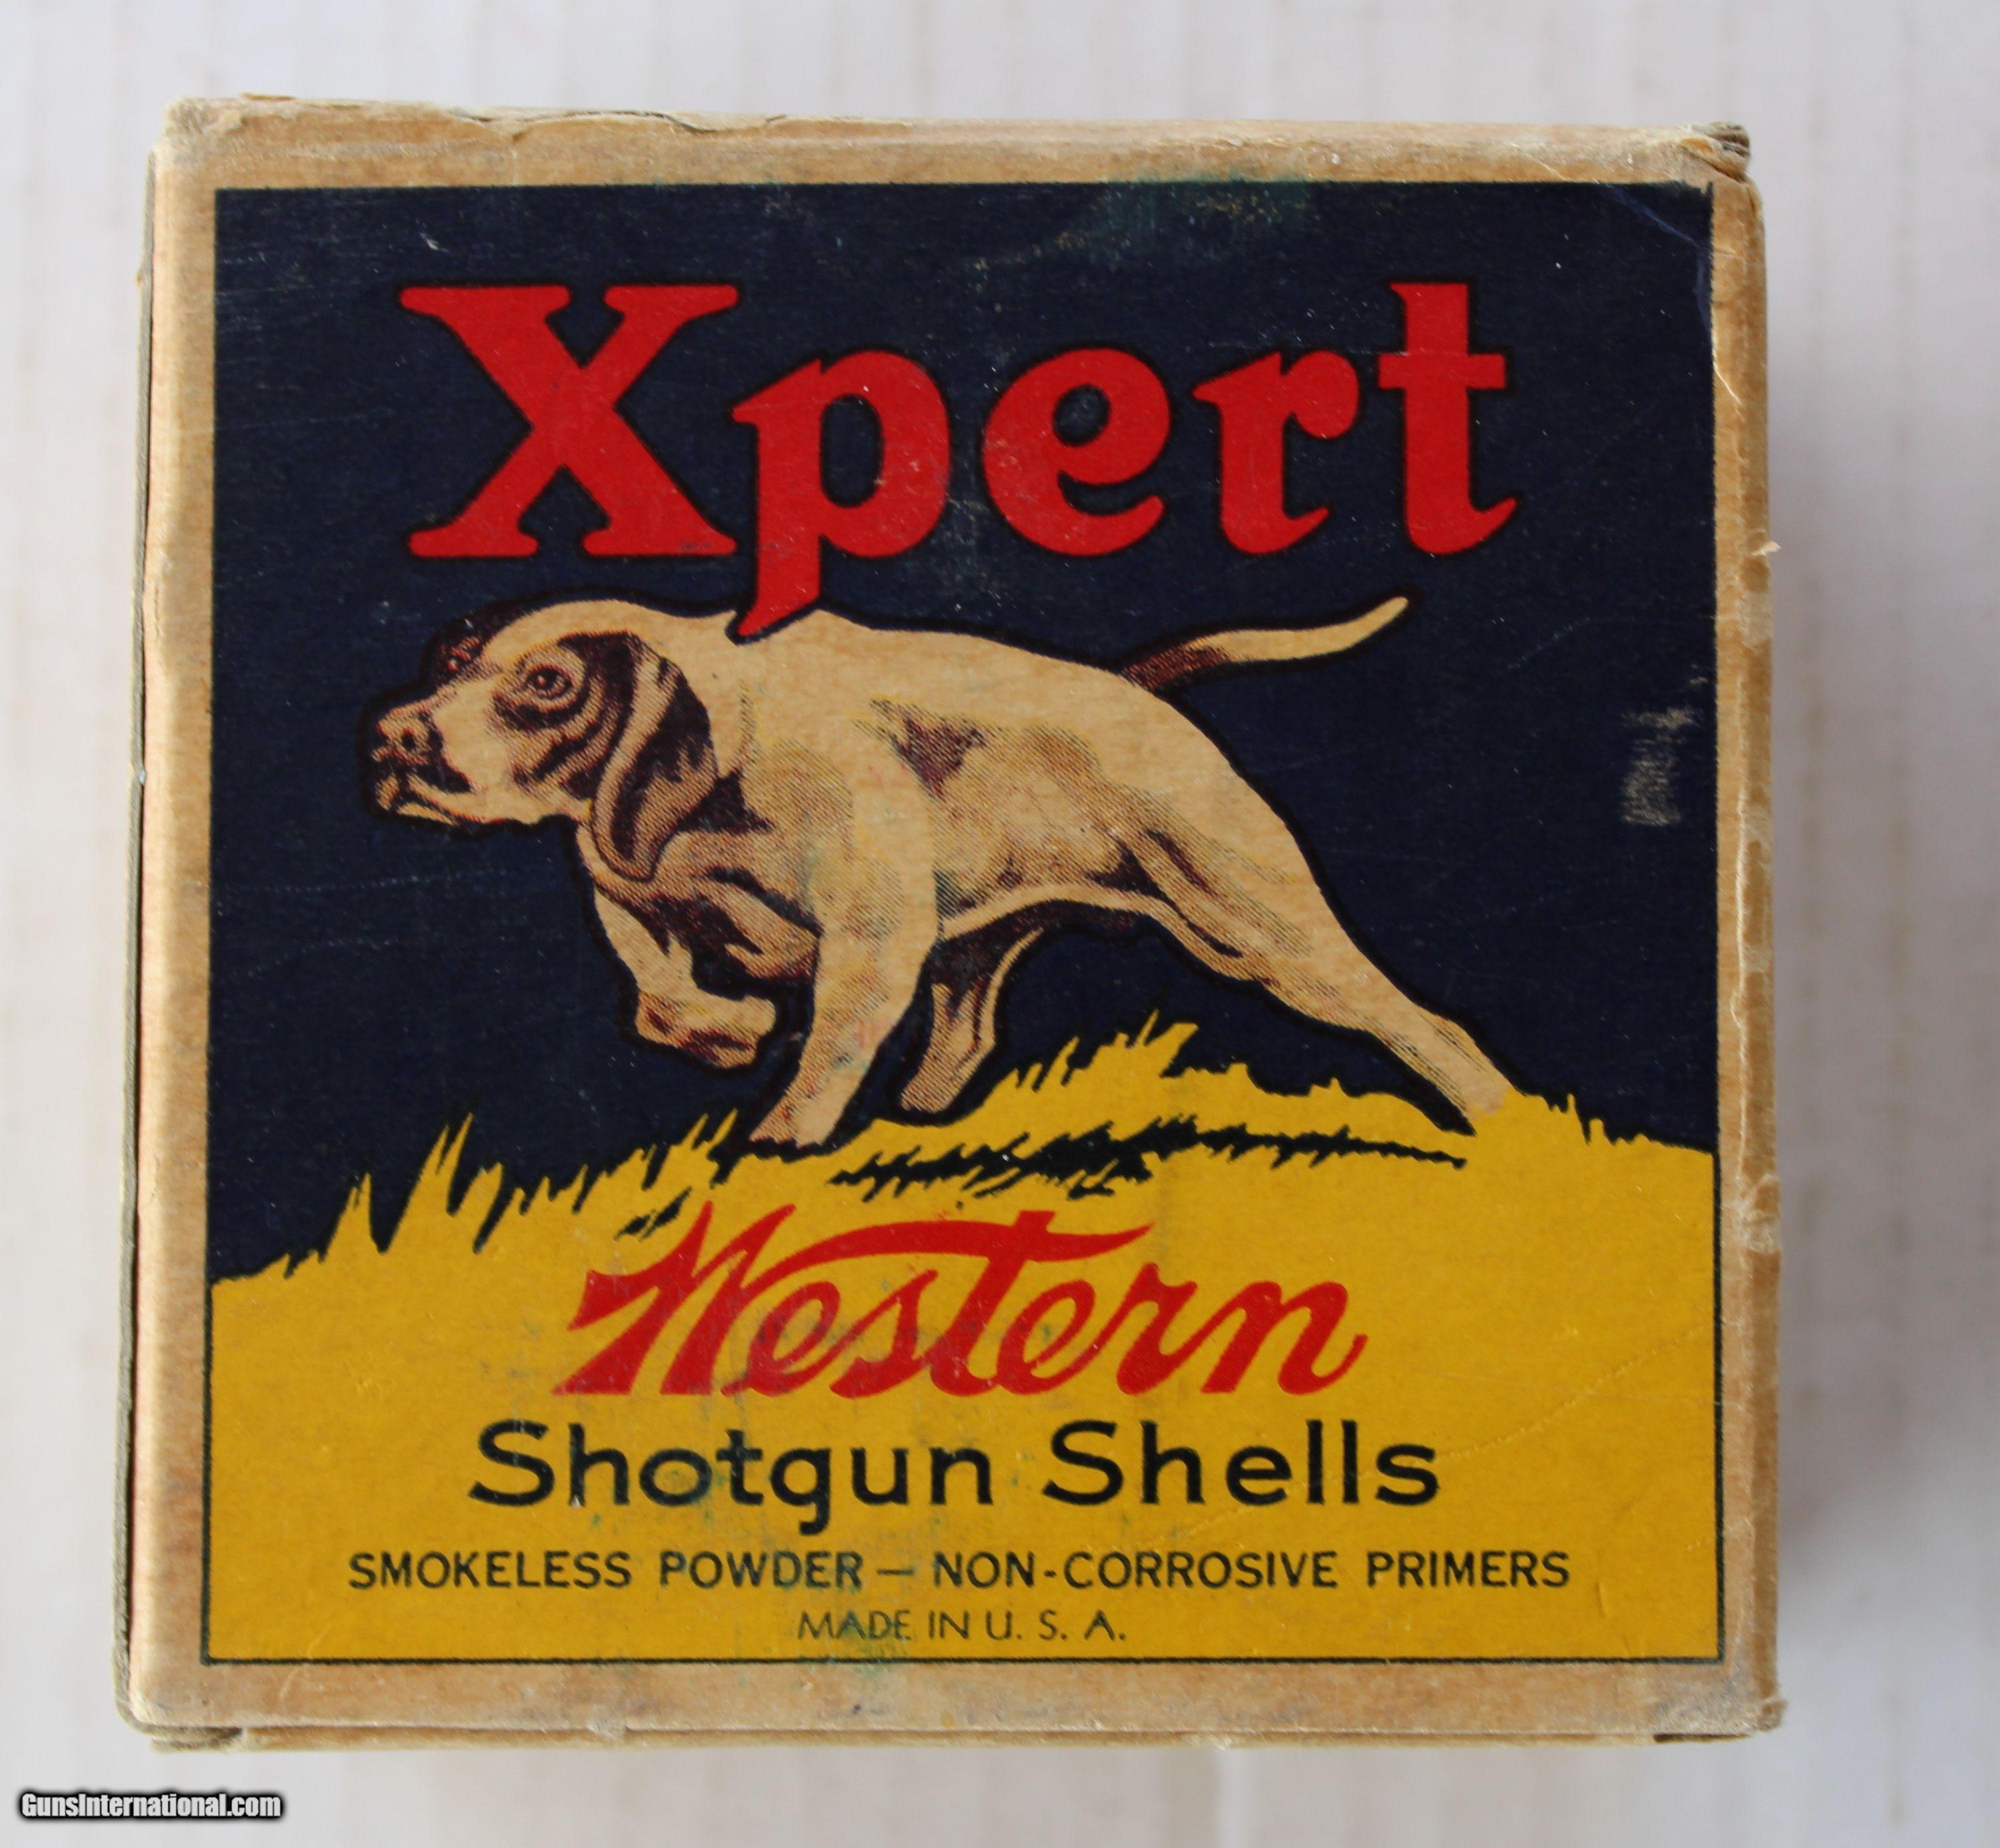 Xpert
Western
Shotgun Shells
SMOKELESS POWDER — NON-CORROSIVE PRIMERS
MADE IN U. S. A.
GunsInternational.com